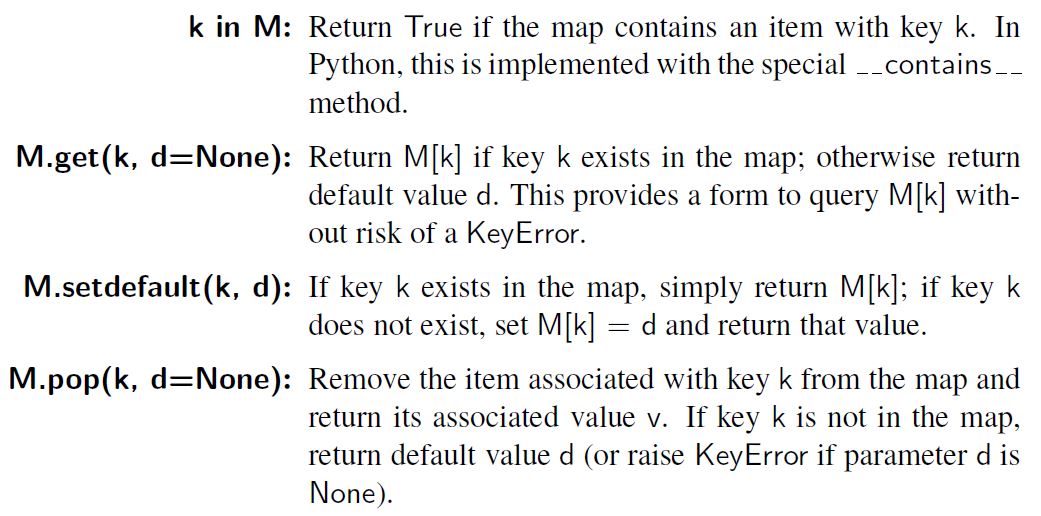 k in M: Return True if the map contains an item with key k. In
Python, this is implemented with the special __contains__
method.
M.get(k, d=None): Return M[k] if key k exists in the map; otherwise return
default value d. This provides a form to query M[k] with-
out risk of a KeyError.
M.setdefault(k, d): If key k exists in the map, simply return M[k]; if key k
does not exist, set M[k] = d and return that value.
M.pop(k, d=None): Remove the item associated with key k from the map and
return its associated value v. If key k is not in the map,
return default value d (or raise KeyError if parameter d is
None).